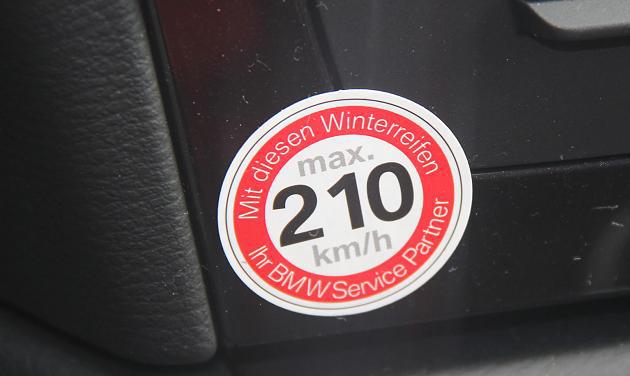 Mit diesen Winterreifen
max.
210
km/h
Ihr BMW Service Partner